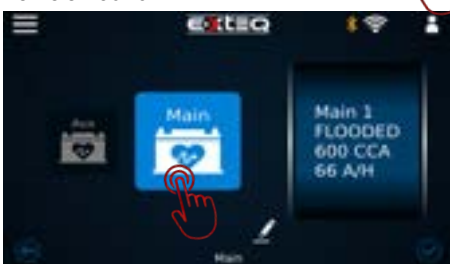 exteq
Aux
Main
Main 1
FLOODED
600 CCA
66 A/H
Main